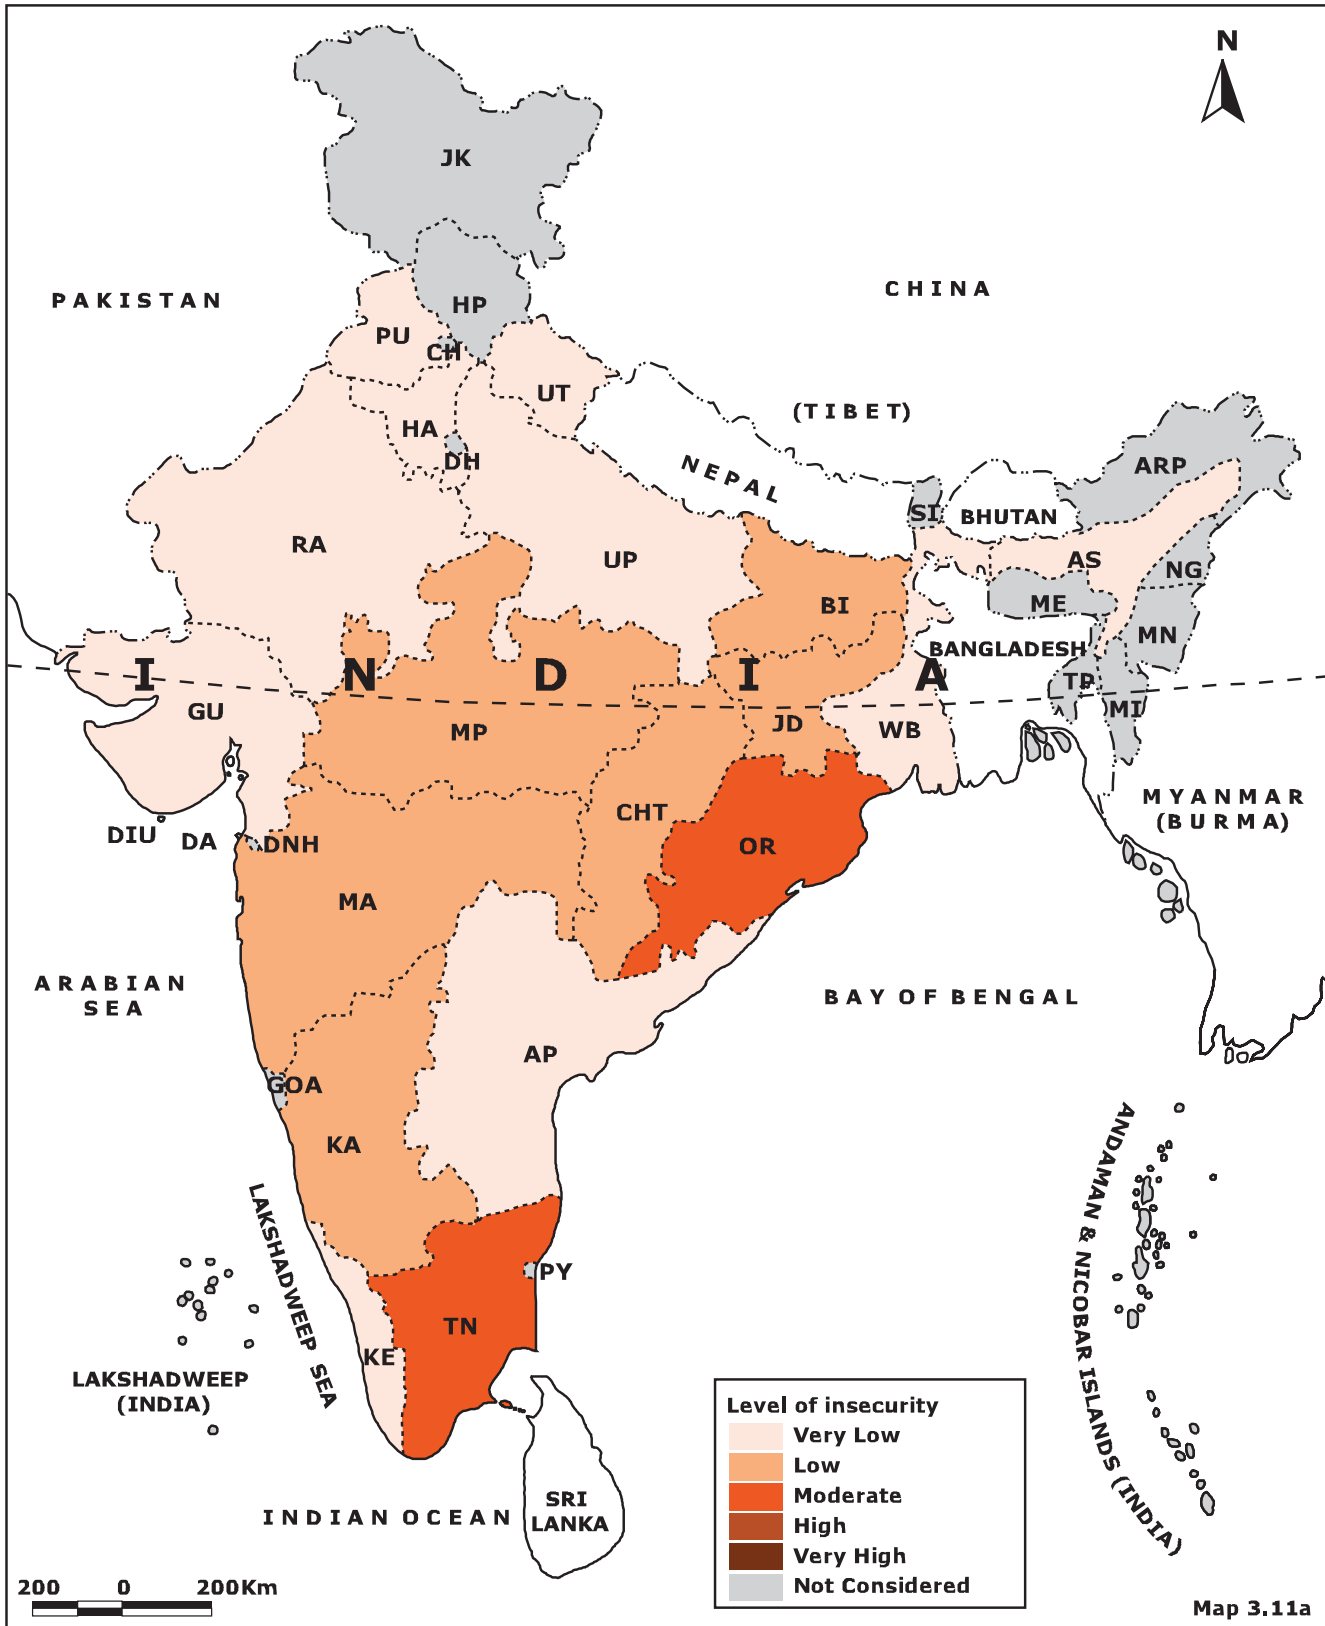 N
JK
CHINA
PAKISTAN
HP
PU
CH
UT
(TIBET)
HA
DH
NEPAL
ARP
SI
BHUTAN
RA
UP
AS
NG
BI
ME
MN
BANGLADESH
I N D I A
TP
MI
GU
MP
JD
WB
CHT
MYANMAR
(BURMA)
DIU
DA
DNH
OR
MA
ARABIAN
SEA
BAY OF BENGAL
AP
GOA
KA
ANDAMAN & NICOBAR ISLANDS (INDIA)
LAKSHADWEEP SEA
PY
TN
KE
LAKSHADWEEP
(INDIA)
Level of insecurity
Very Low
Low
Moderate
High
Very High
Not Considered
INDIAN OCEAN
SRI
LANKA
200 0 200Km
Map 3.11a